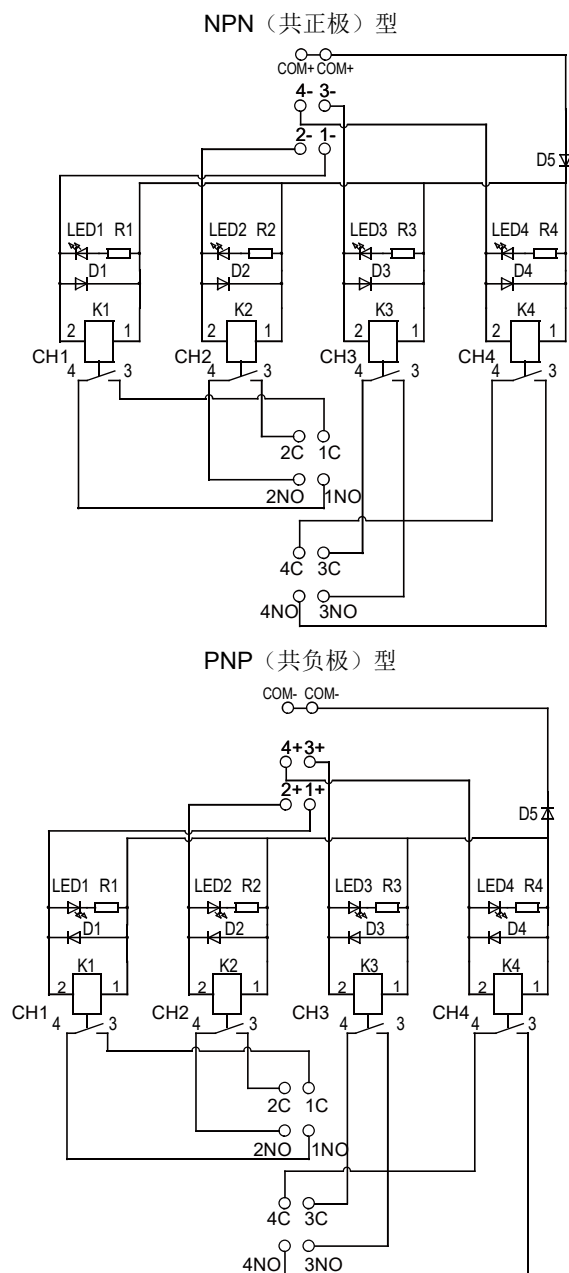 NPN（共正极）型
COM+ COM+
4- 3-
2- 1-
D5
LED1 R1 LED2 R2 LED3 R3 LED4 R4
D1 D2 D3 D4
K1 K2 K3 K4
2 1 2 1 2 1 2 1
CH1 4 3 CH2 4 3 CH3 4 3 CH4 4 3
2C 1C
2NO 1NO
4C 3C
4NO 3NO
PNP（共负极）型
COM- COM-
4+ 3+
2+ 1+
D5
LED1 R1 LED2 R2 LED3 R3 LED4 R4
D1 D2 D3 D4
K1 K2 K3 K4
2 1 2 1 2 1 2 1
CH1 4 3 CH2 4 3 CH3 4 3 CH4 4 3
2C 1C
2NO 1NO
4C 3C
4NO 3NO